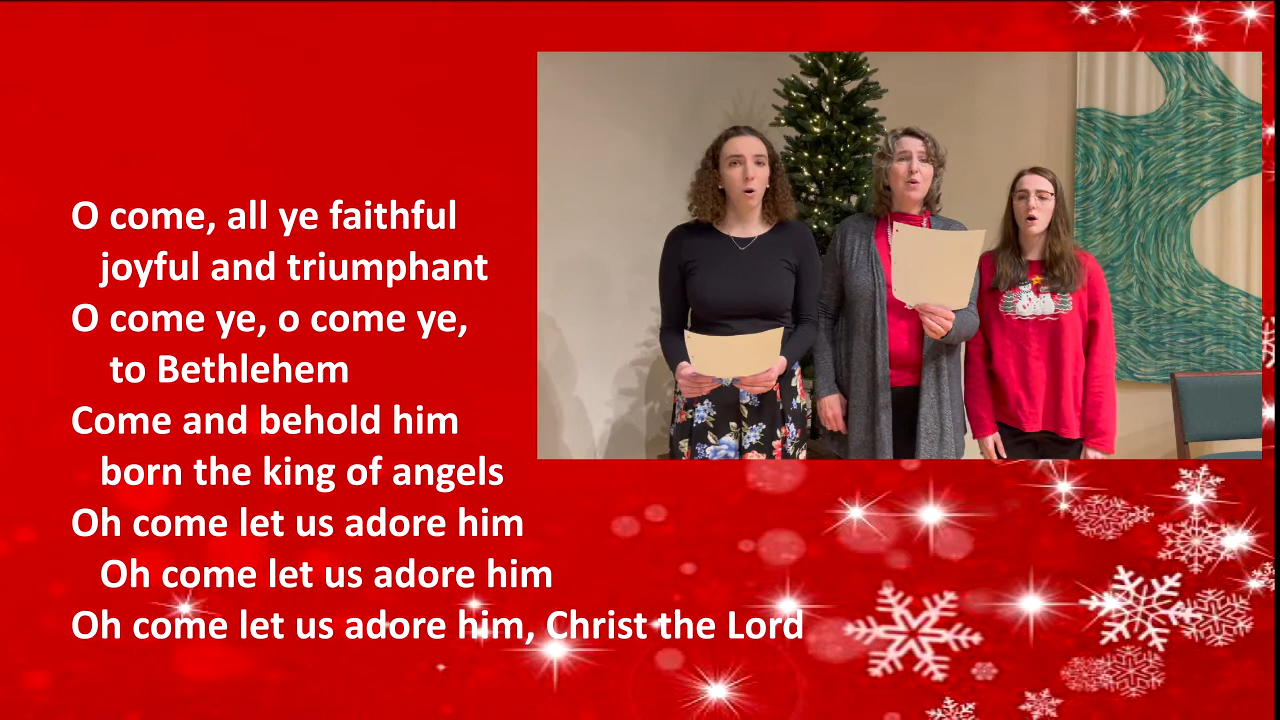 O come, all ye faithful
joyful and triumphant
O come ye, o come ye,
to Bethlehem
Come and behold him
born the king of angels
Oh come let us adore him
Oh come let us adore him
Oh come let us adore him, Christ the Lord